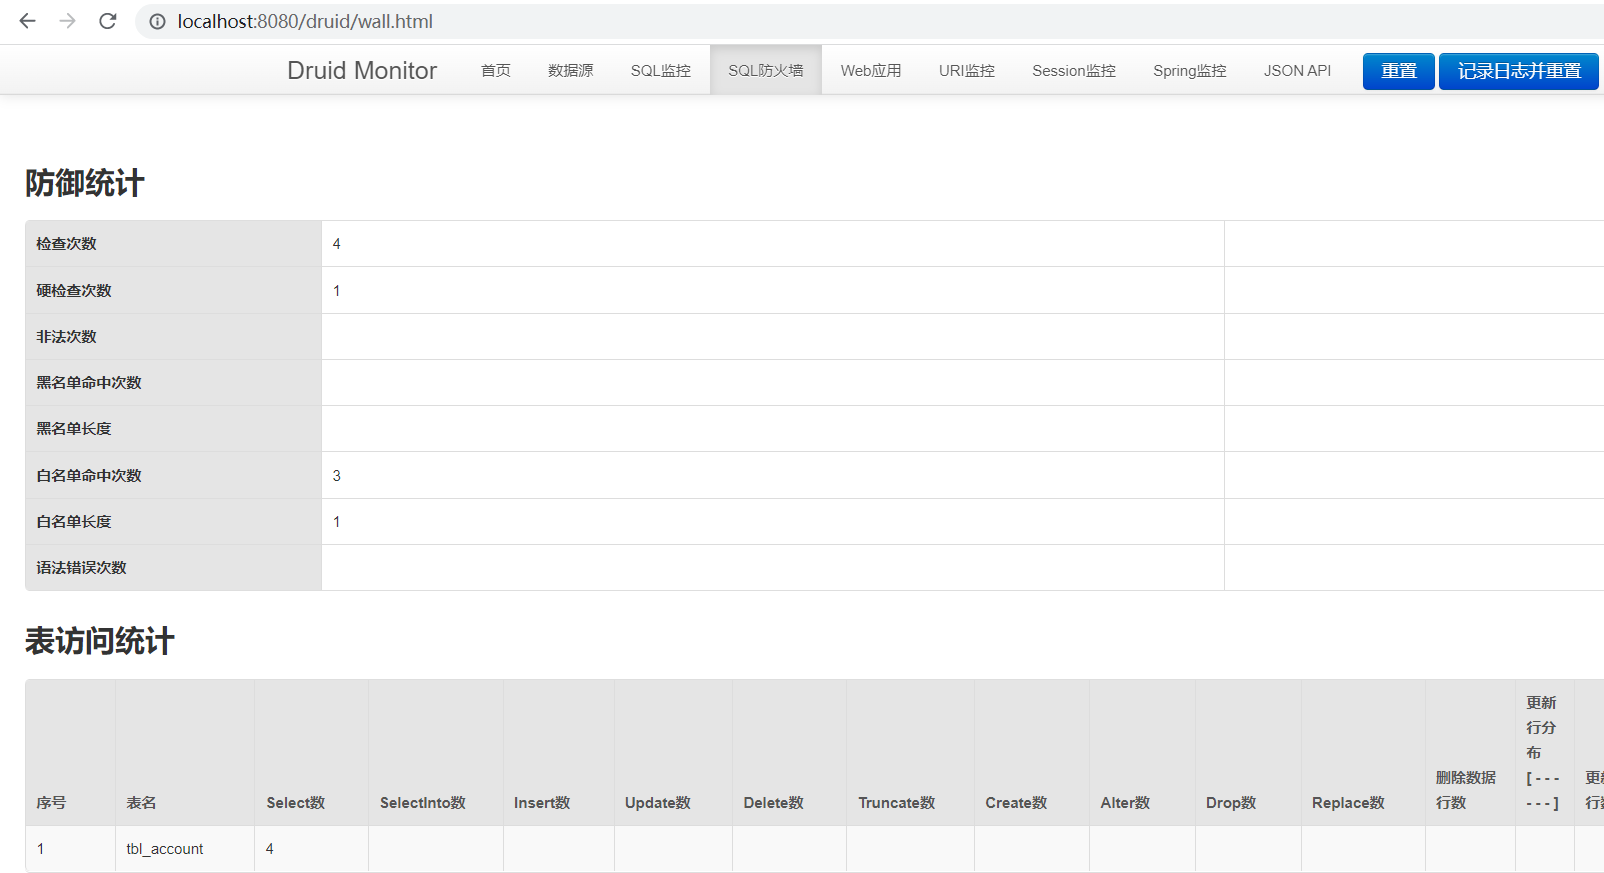 localhost:8080/druid/wall.html
Druid Monitor 首页 数据源 SQL监控 SQL防火墙 Web应用 URI监控 Session监控 Spring监控 JSON API 重置 记录日志并重置
防御统计
检查次数 4
硬检查次数 1
非法次数
黑名单命中次数
黑名单长度
白名单命中次数 3
白名单长度 1
语法错误次数
表访问统计
序号 表名 Select数 SelectInto数 Insert数 Update数 Delete数 Truncate数 Create数 Alter数 Drop数 Replace数
删除数据
行数
更新
行分
布
[ - - -
- - - ]
1 tbl_account 4